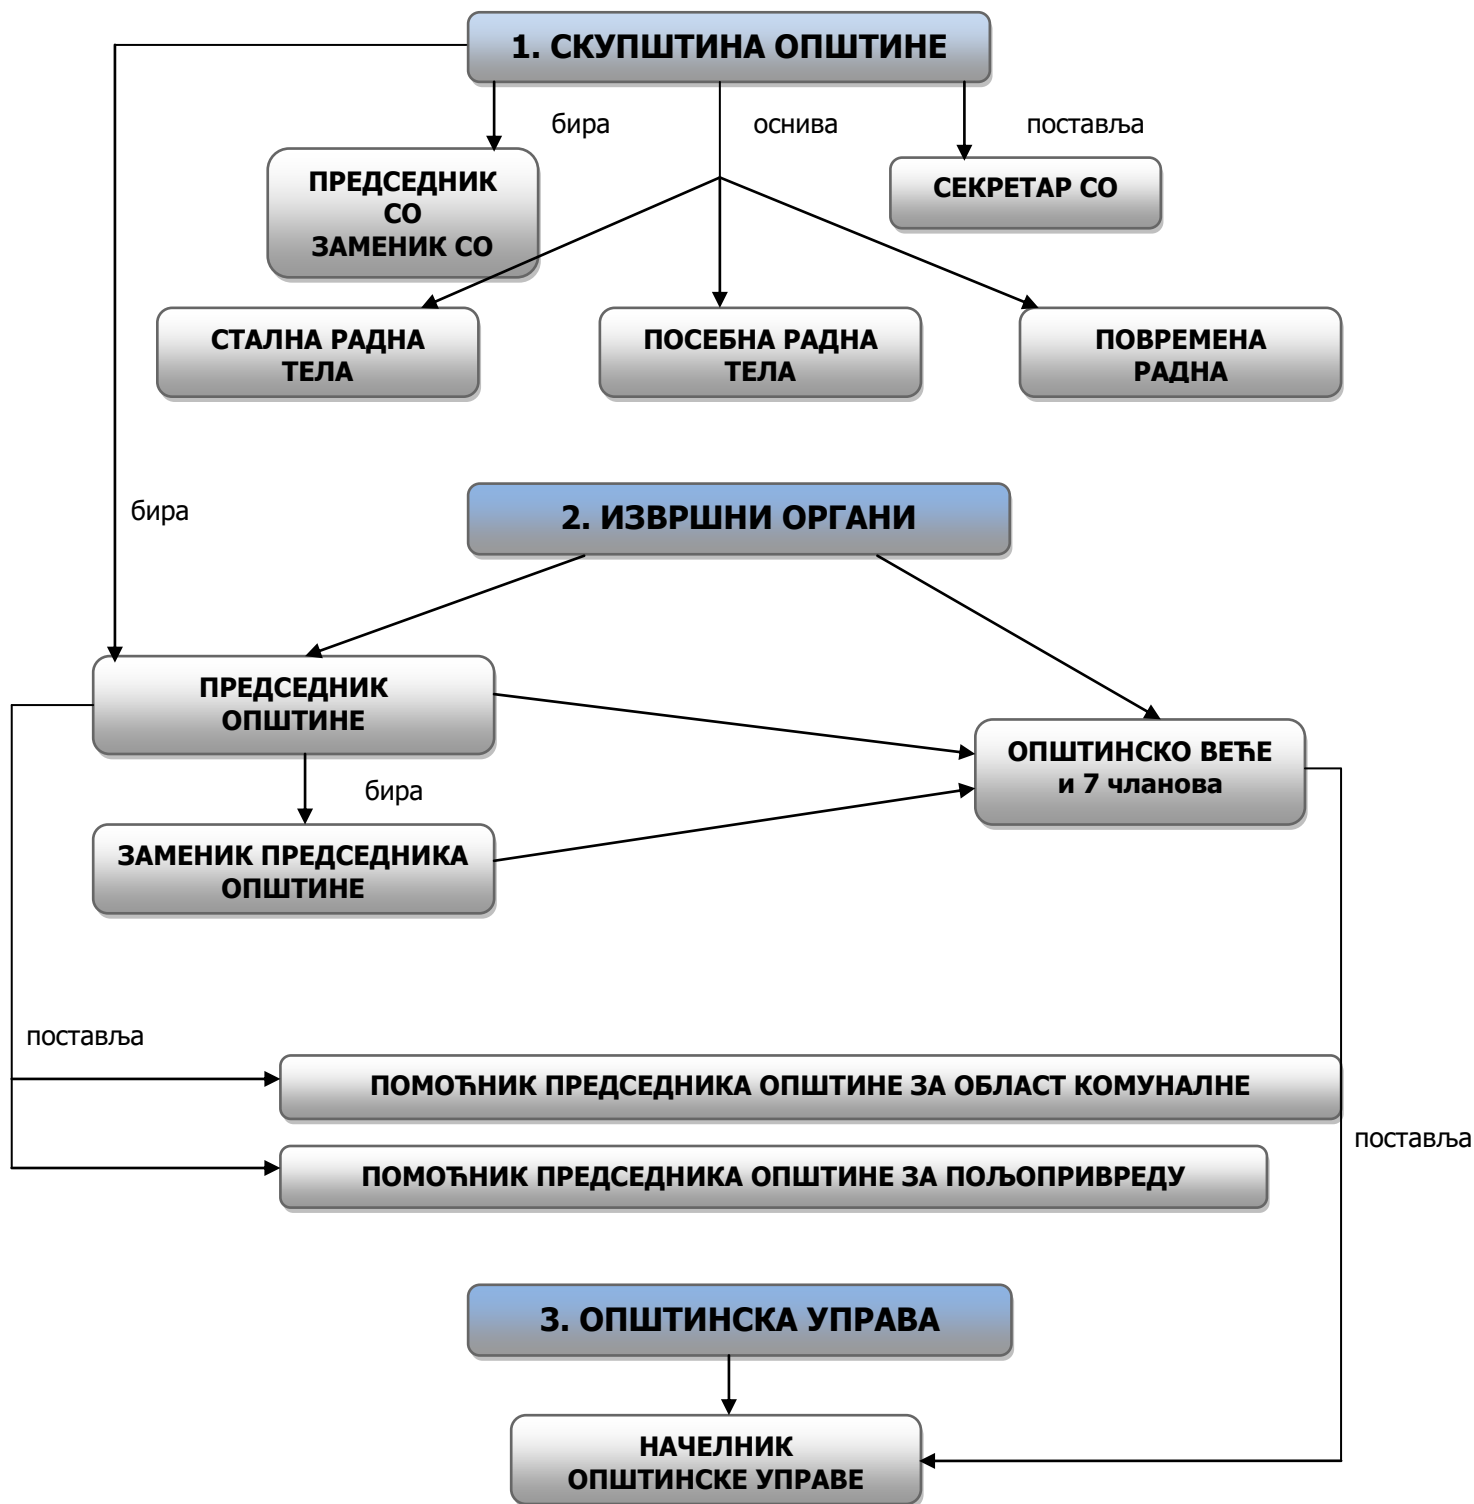 1. СКУПШТИНА ОПШТИНЕ
бира
оснива
поставља
ПРЕДСЕДНИК
СО
ЗАМЕНИК СО
СЕКРЕТАР СО
СТАЛНА РАДНА
ТЕЛА
ПОСЕБНА РАДНА
ТЕЛА
ПОВРЕМЕНА
РАДНА
бира
2. ИЗВРШНИ ОРГАНИ
ПРЕДСЕДНИК
ОПШТИНЕ
ОПШТИНСКО ВЕЋЕ
и 7 чланова
бира
ЗАМЕНИК ПРЕДСЕДНИКА
ОПШТИНЕ
поставља
ПОМОЋНИК ПРЕДСЕДНИКА ОПШТИНЕ ЗА ОБЛАСТ КОМУНАЛНЕ
поставља
ПОМОЋНИК ПРЕДСЕДНИКА ОПШТИНЕ ЗА ПОЉОПРИВРЕДУ
3. ОПШТИНСКА УПРАВА
НАЧЕЛНИК
ОПШТИНСКЕ УПРАВЕ